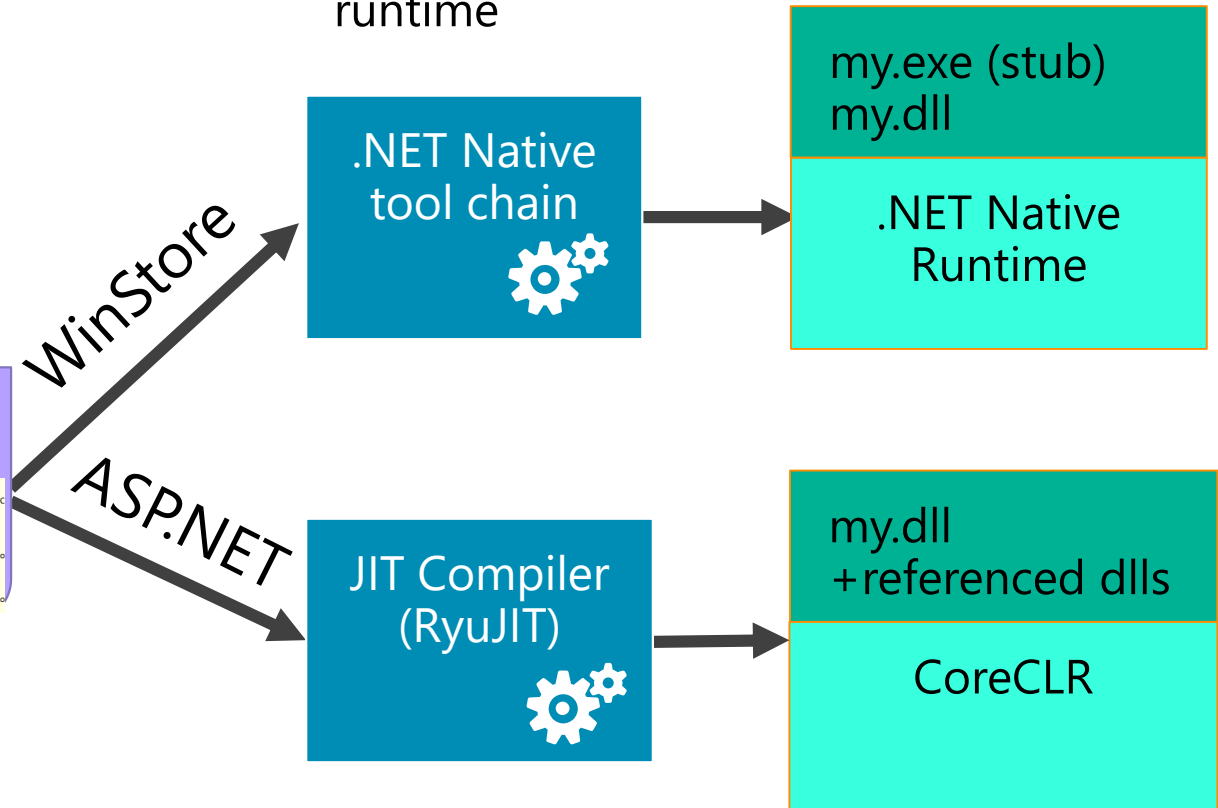 runtime
my.exe (stub)
my.dll
.NET Native
tool chain
.NET Native
Runtime
WinStore
ASP.NET
my.dll
+referenced dlls
JIT Compiler
(RyuJIT)
CoreCLR